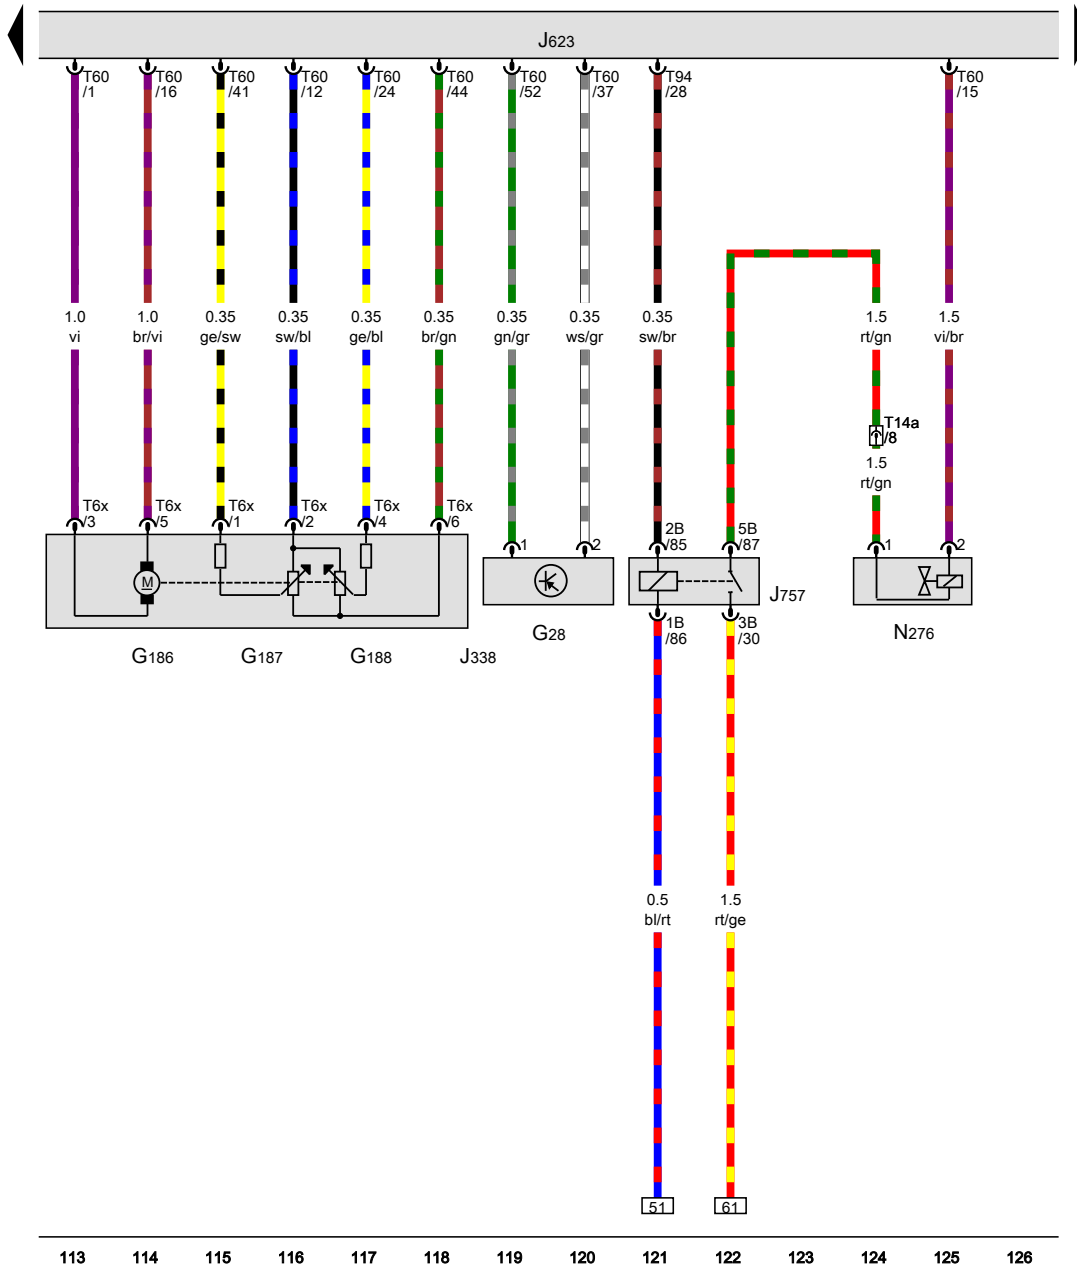 J623
T60 T60 T60 T60 T60 T60 T60 T60 T94 T60
/1 /16 /41 /12 /24 /44 /52 /37 /28 /15
1.0 1.0 0.35 0.35 0.35 0.35 0.35 0.35 0.35 1.5 1.5
vi br/vi ge/sw sw/bl ge/bl br/gn gn/gr ws/gr sw/br rt/gn vi/br
T14a
/8
1.5
rt/gn
T6x T6x T6x T6x T6x T6x
/3 /5 /1 /2 /4 /6
2B 5B
1 2 /85 /87 1 2
M
J757
1B 3B
/86 /30
G28 N276
G186 G187 G188 J338
0.5 1.5
bl/rt rt/ge
51 61
113 114 115 116 117 118 119 120 121 122 123 124 125 126